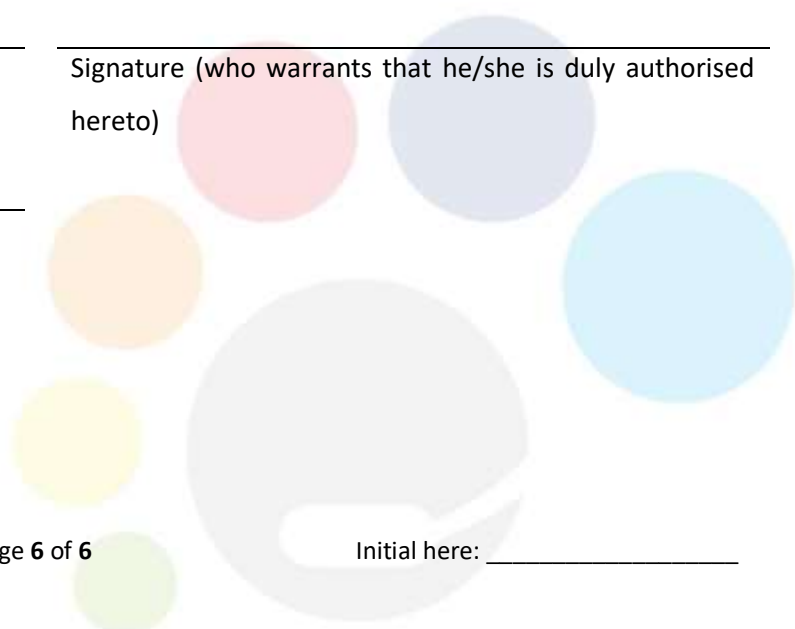 Signature (who warrants that he/she is duly authorised
hereto)
ge 6 of 6 Initial here: ___________________